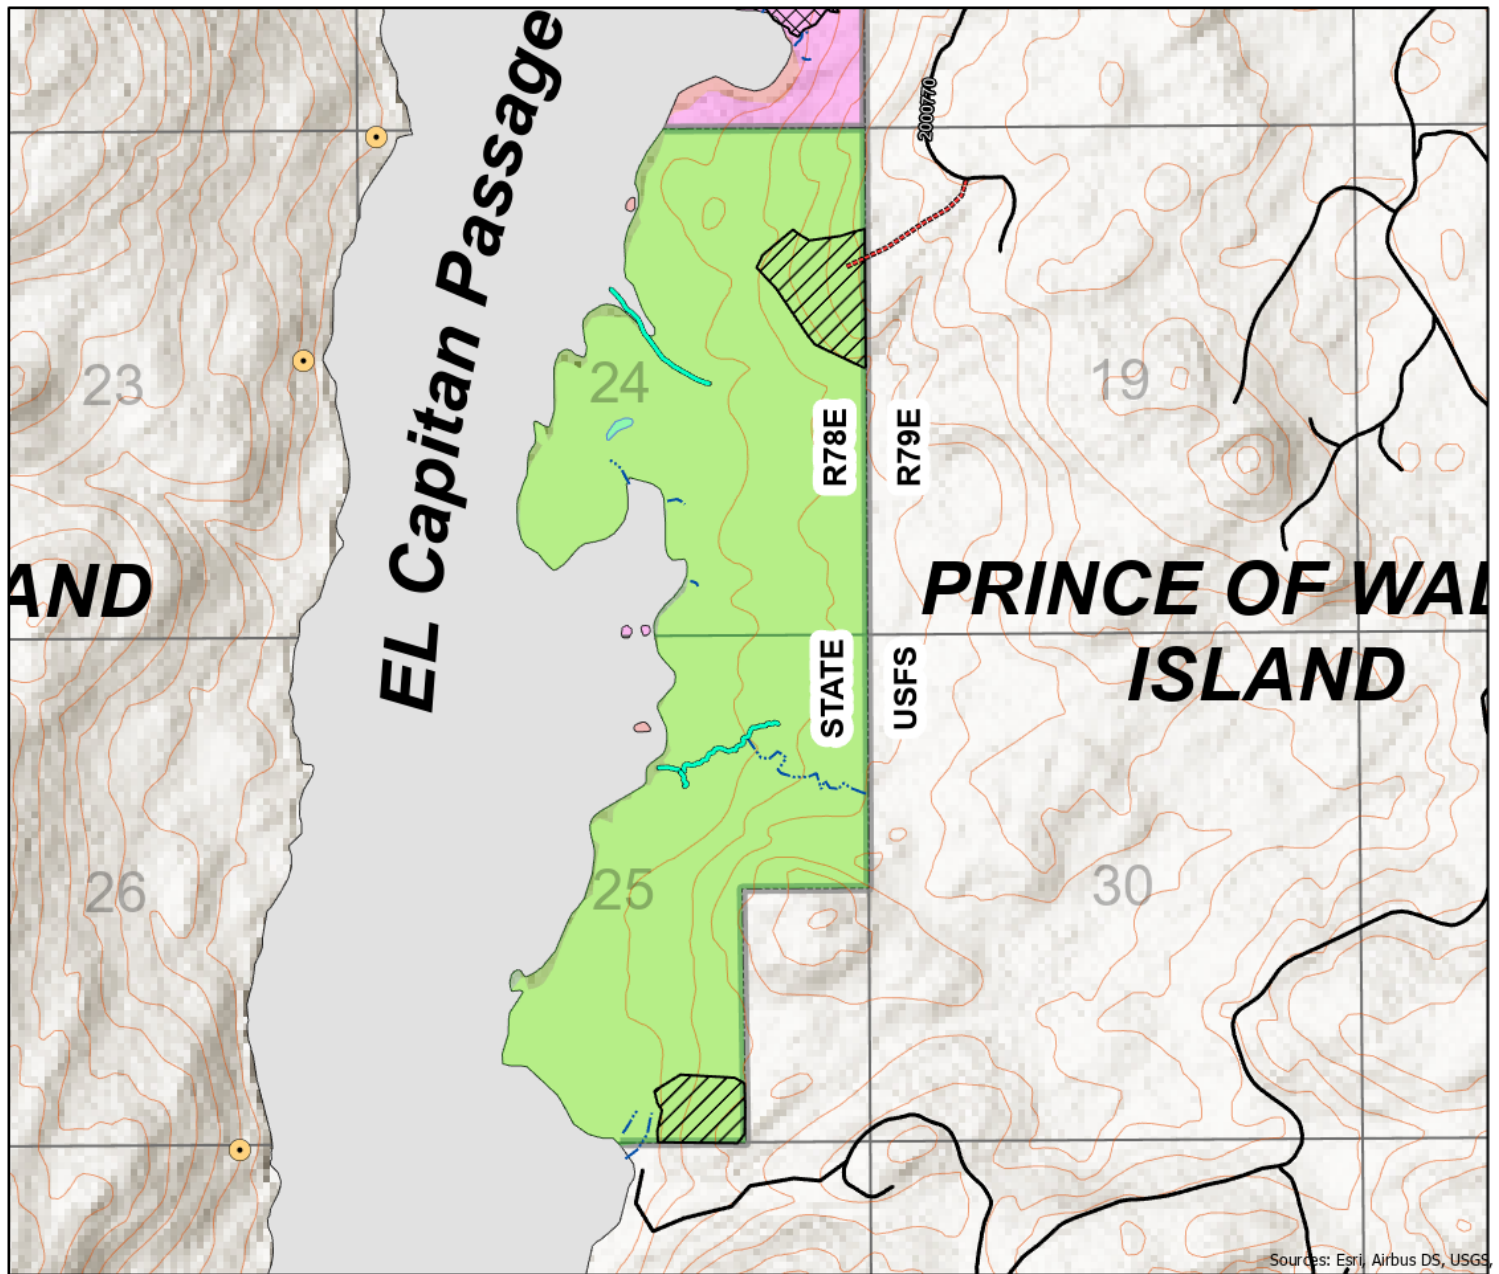 EL Capitan Passage
2000770
23
24
19
R78E
R79E
AND
PRINCE OF WAL
ISLAND
STATE
USFS
26
25
30
Sources: Esri, Airbus DS, USGS,